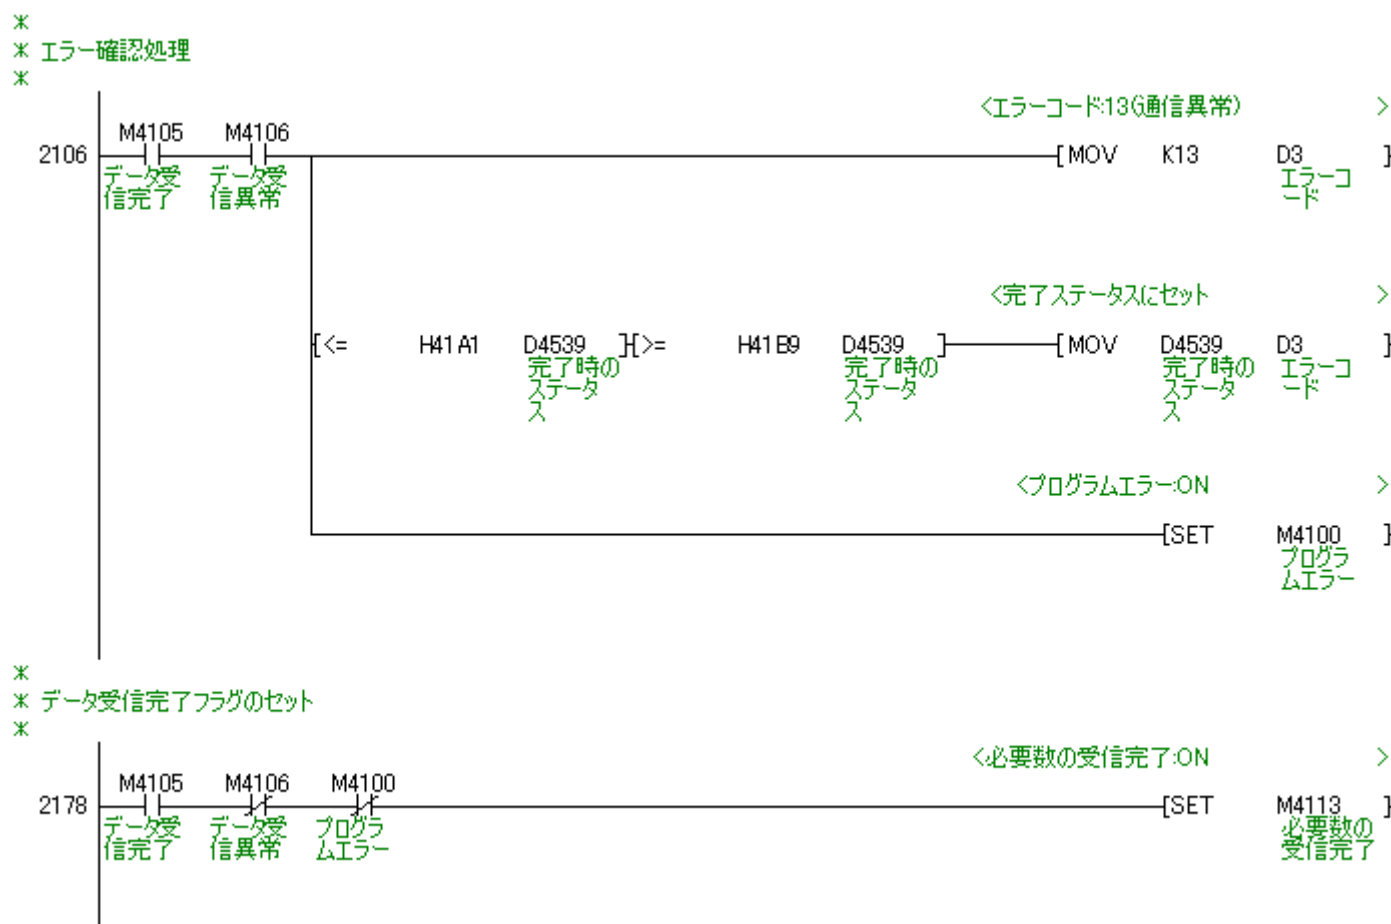 *
* エラー確認処理
*
<エラーコード:13(通信異常) >
M4105 M4106
2106 [MOV K13 D3 ]
データ受 データ受 エラーコ
信完了 信異常 ード
<完了ステータスにセット >
[<= H41A1 D4539 ][>= H41B9 D4539 ] [MOV D4539 D3 ]
完了時の 完了時の 完了時の エラーコ
ステータ ステータ ステータ ード
ス ス ス
<プログラムエラー:ON >
[SET M4100 ]
プログラ
ムエラー
*
* データ受信完了フラグのセット
*
<必要数の受信完了:ON >
M4105 M4106 M4100
2178 [SET M4113 ]
データ受 データ受 プログラ 必要数の
信完了 信異常 ムエラー 受信完了